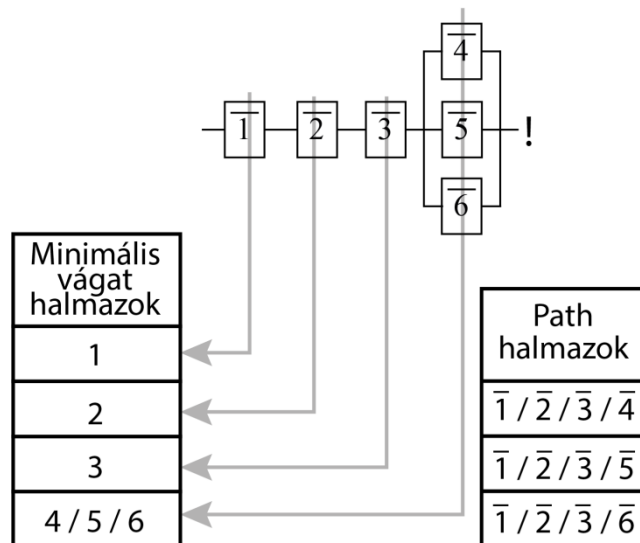 4̅
1̅ 2̅ 3̅ 5̅ !
6̅
Minimális
vágat
halmazok
1
2
3
4 / 5 / 6
Path
halmazok
1̅ / 2̅ / 3̅ / 4̅
1̅ / 2̅ / 3̅ / 5̅
1̅ / 2̅ / 3̅ / 6̅